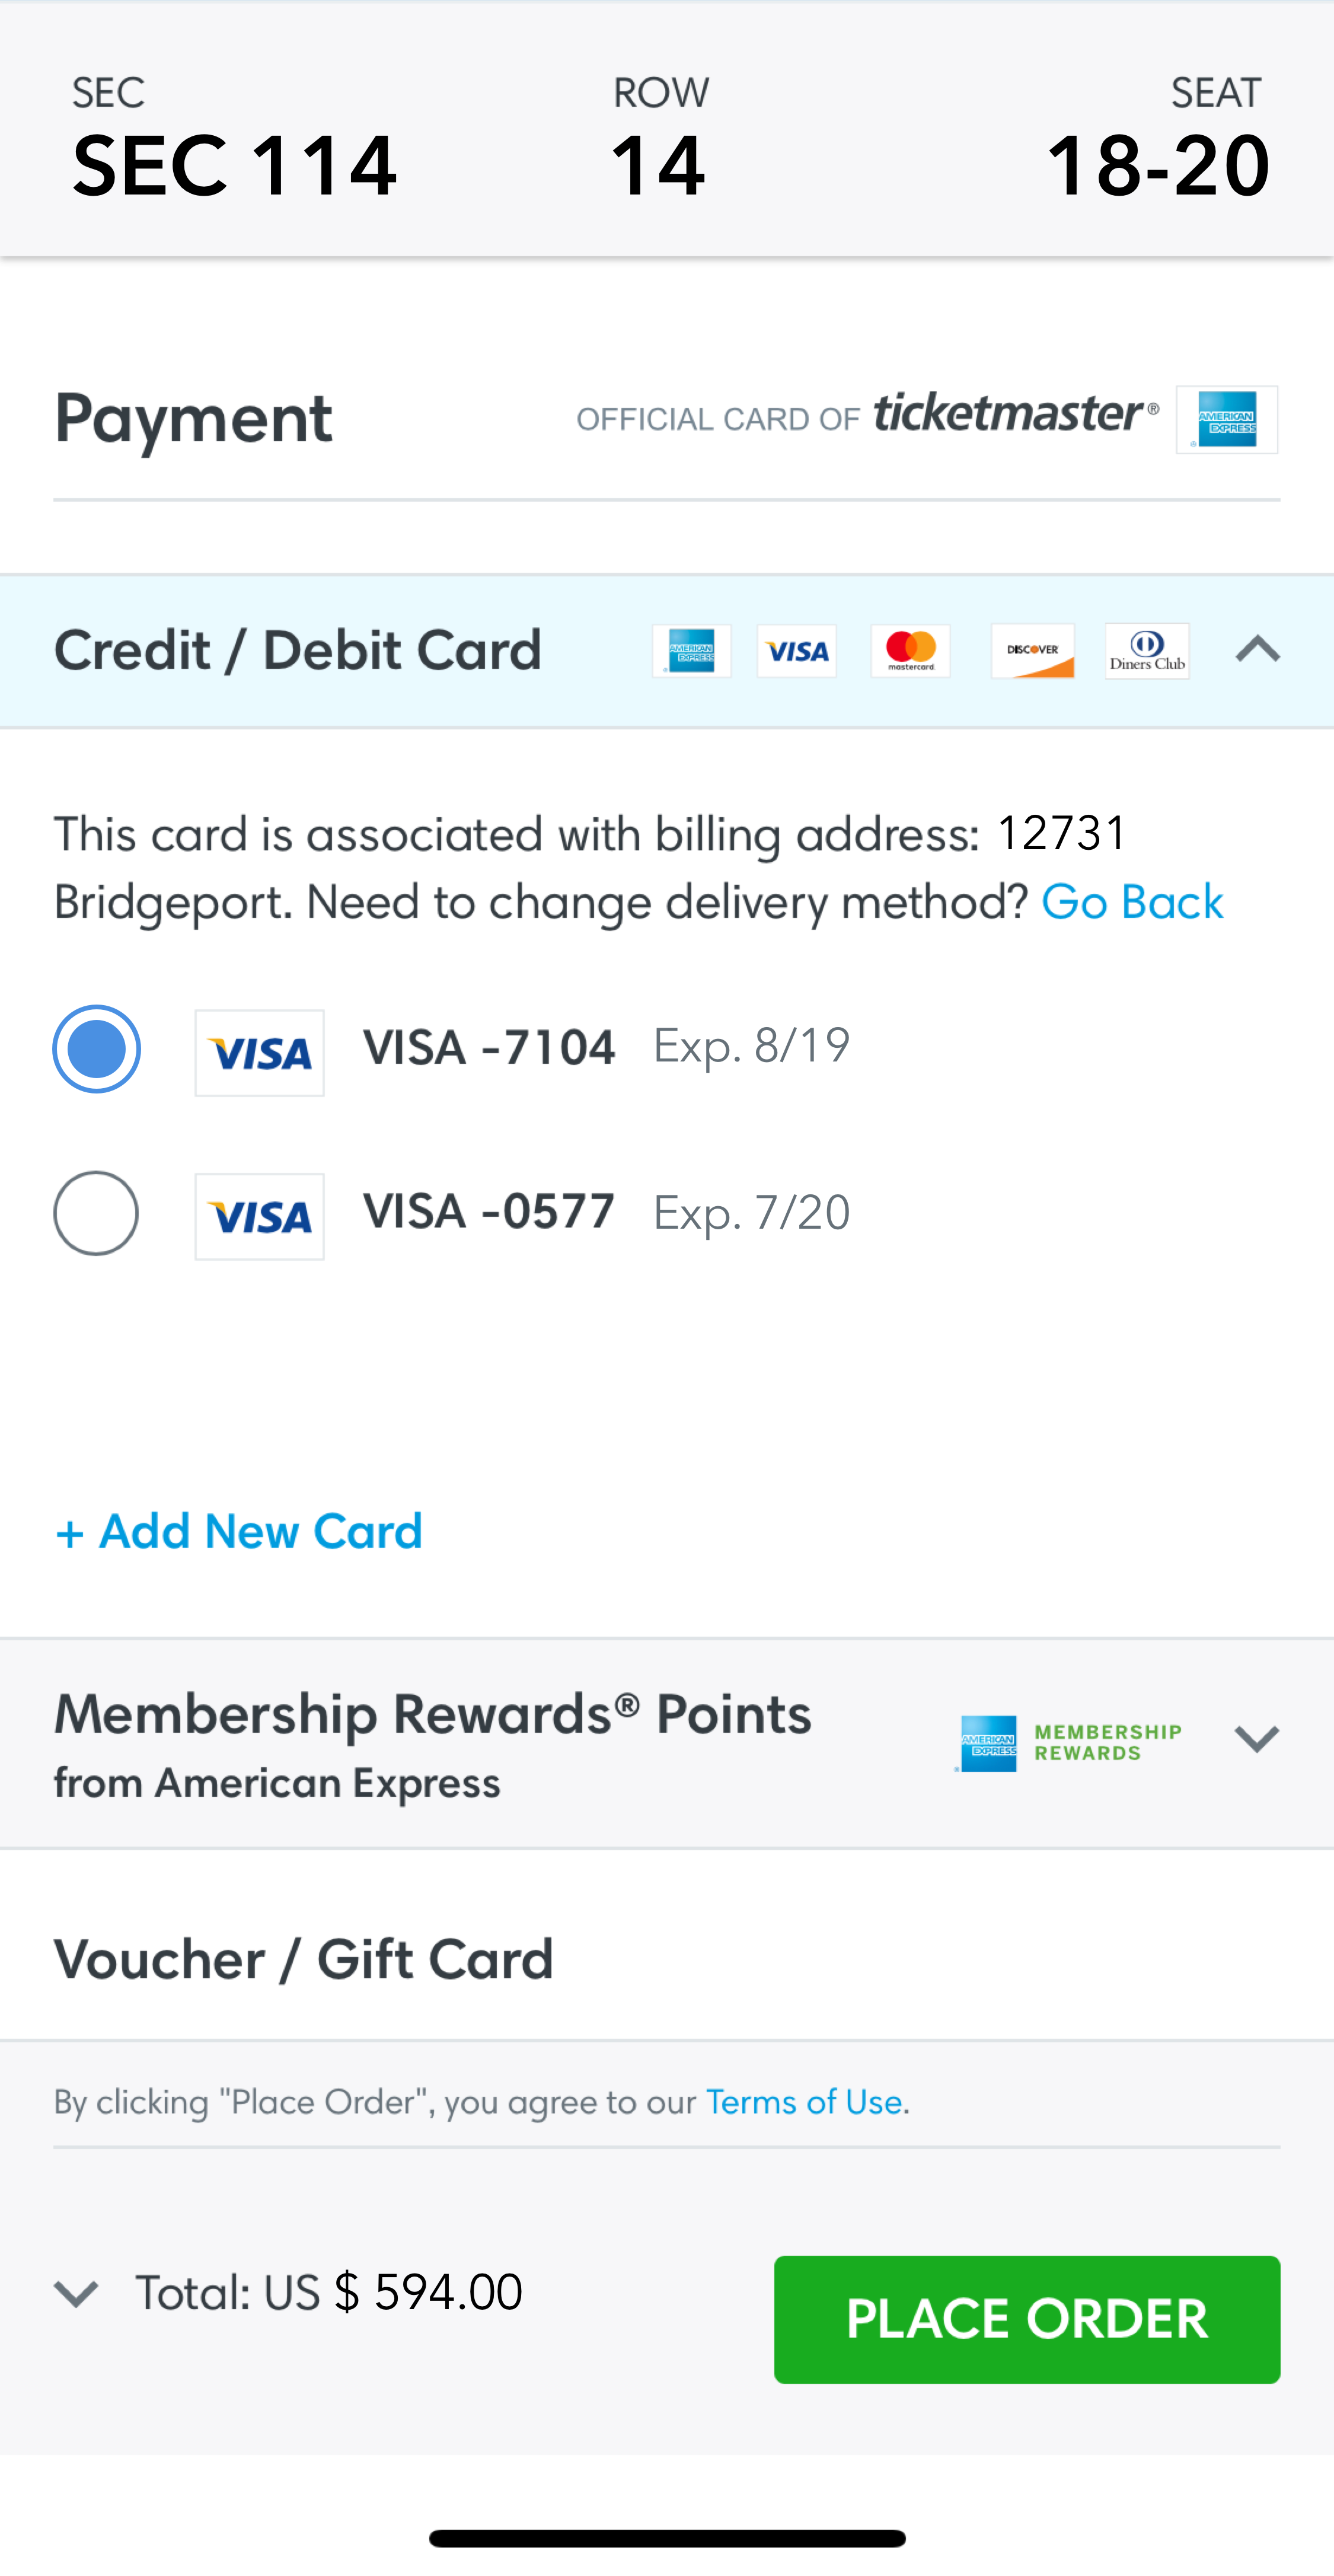 SEC ROW SEAT
SEC 114 14 18-20
Payment OFFICIAL CARD OF ticketmaster® AMERICAN EXPRESS
Credit / Debit Card AMERICAN EXPRESS VISA mastercard DISCOVER Diners Club
This card is associated with billing address: 12731
Bridgeport. Need to change delivery method? Go Back
VISA VISA -7104 Exp. 8/19
VISA VISA -0577 Exp. 7/20
+ Add New Card
Membership Rewards® Points
from American Express
AMERICAN EXPRESS MEMBERSHIP
REWARDS
Voucher / Gift Card
By clicking "Place Order", you agree to our Terms of Use.
Total: US $ 594.00 PLACE ORDER